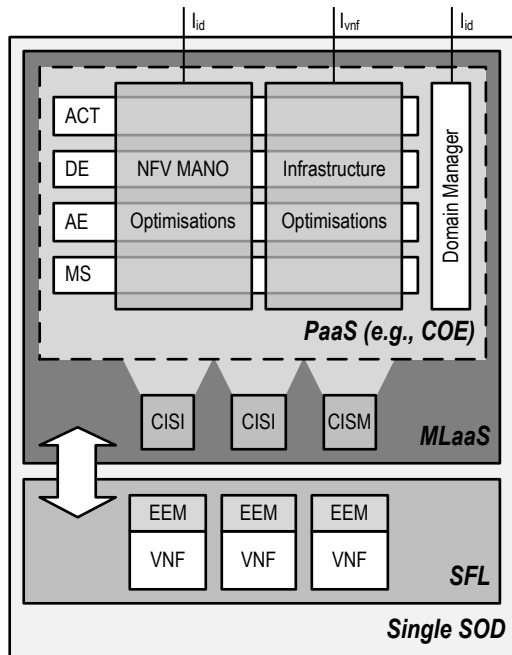 I_id I_vnf I_id
ACT
DE NFV MANO Infrastructure
AE Optimisations Optimisations
MS
Domain Manager
PaaS (e.g., COE)
CISI CISI CISM
MLaaS
EEM EEM EEM
VNF VNF VNF
SFL
Single SOD